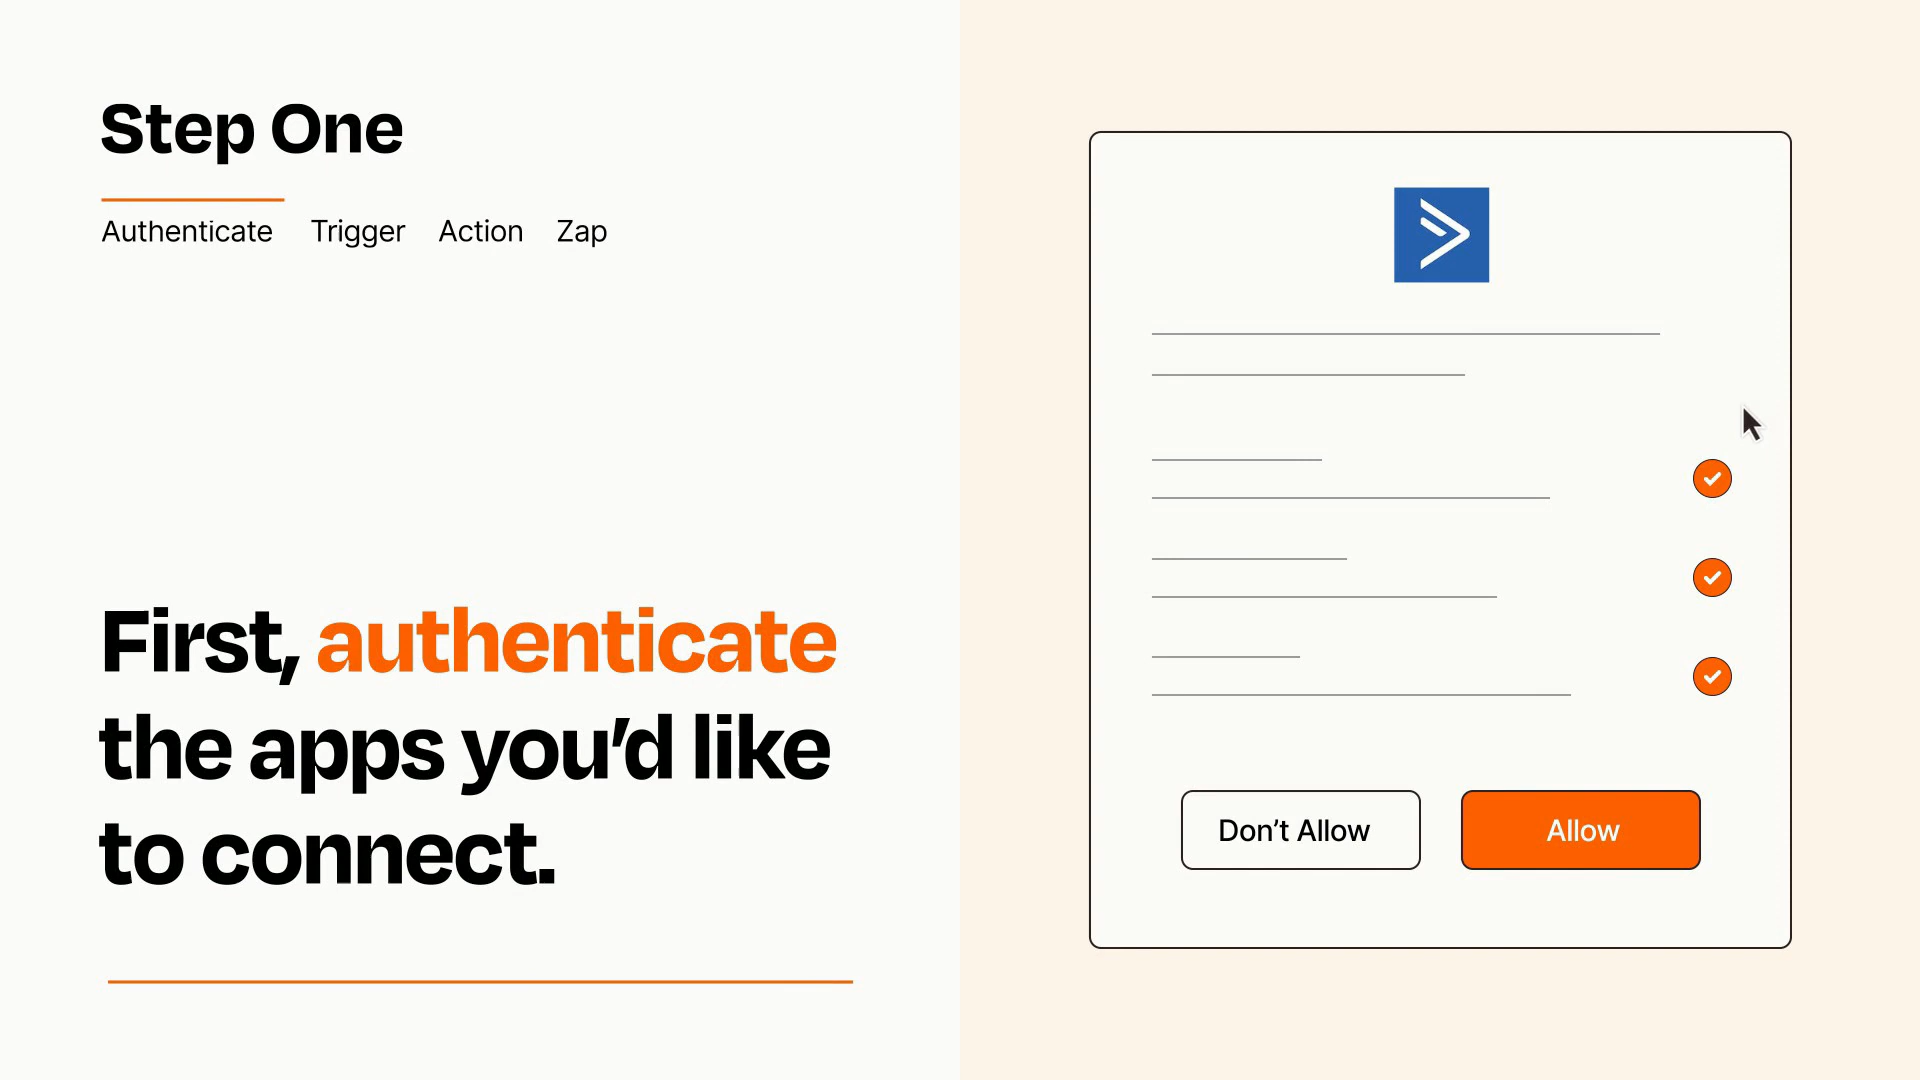 Step One
Authenticate Trigger Action Zap
First, authenticate
the apps you’d like
to connect.
Don’t Allow
Allow